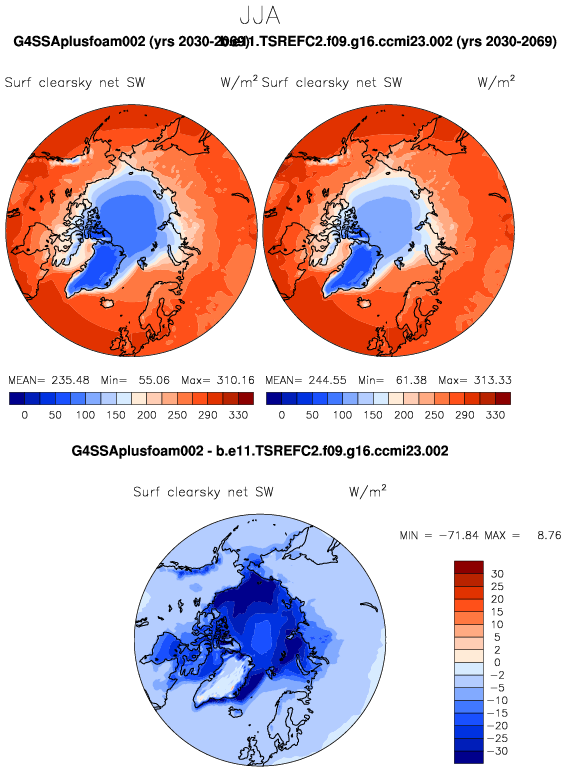 JJA
G4SSAplusfoam002 (yrs 2030-2069) b.e11.TSREFC2.f09.g16.ccmi23.002 (yrs 2030-2069)
Surf clearsky net SW W/m² Surf clearsky net SW W/m²
MEAN= 235.48 Min= 55.06 Max= 310.16 MEAN= 244.55 Min= 61.38 Max= 313.33
0 50 100 150 200 250 290 330 0 50 100 150 200 250 290 330
G4SSAplusfoam002 - b.e11.TSREFC2.f09.g16.ccmi23.002
Surf clearsky net SW W/m²
MIN = −71.84 MAX = 8.76
30
25
20
15
10
5
2
0
−2
−5
−10
−15
−20
−25
−30